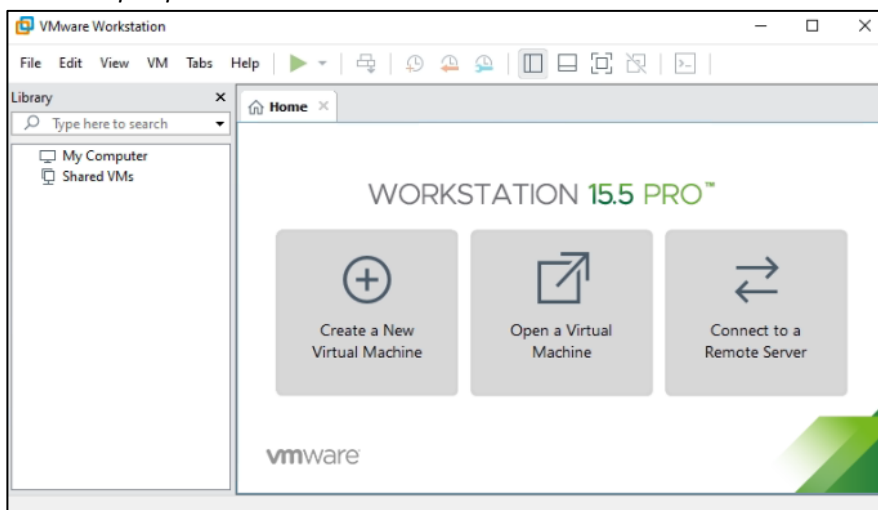 VMware Workstation
File Edit View VM Tabs Help
Library
Home
Type here to search
My Computer
Shared VMs
WORKSTATION 15.5 PRO™
Create a New
Virtual Machine
Open a Virtual
Machine
Connect to a
Remote Server
vmware